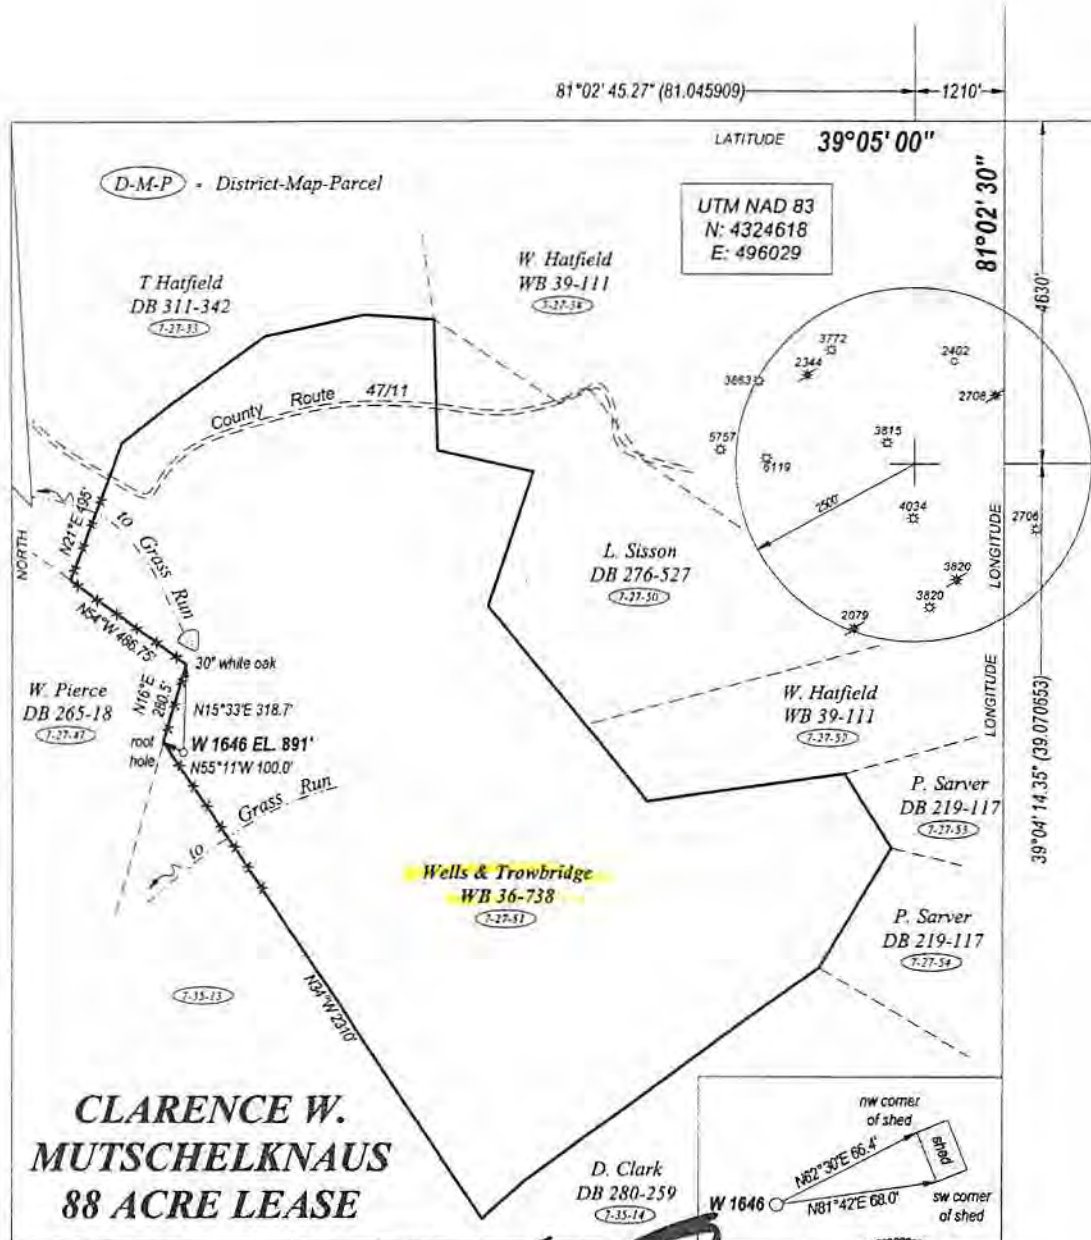 81°02' 45.27" (81.045909)
1210'
LATITUDE 39°05' 00"
D-M-P = District-Map-Parcel
UTM NAD 83
N: 4324618
E: 496029
81°02' 30"
4630'
T Hatfield
DB 311-342
7-27-33
W. Hatfield
WB 39-111
3772
2344
3663
2402
2708
5757
6119
3815
2500'
4034
2706
3820
3820
2079
County Route 47/11
N21°E 495'
to Grass Run
NORTH
L. Sisson
DB 276-527
7-27-50
LONGITUDE
N54°W 486.75'
30" white oak
W. Pierce
DB 265-18
7-27-47
N16°E
280.5'
N15°33'E 318.7'
root
hole
W 1646 EL. 891'
N55°11'W 100.0'
to Grass Run
W. Hatfield
WB 39-111
7-27-52
LONGITUDE
39°04' 14.35" (39.070653)
P. Sarver
DB 219-117
7-27-53
Wells & Trowbridge
WB 36-738
7-27-51
P. Sarver
DB 219-117
7-27-54
7-35-13
N34°W 2310'
CLARENCE W.
MUTSCHELKNAUS
88 ACRE LEASE
D. Clark
DB 280-259
7-35-14
nw corner
of shed
shed
N62°30'E 66.4'
W 1646
N81°42'E 68.0'
sw corner
of shed